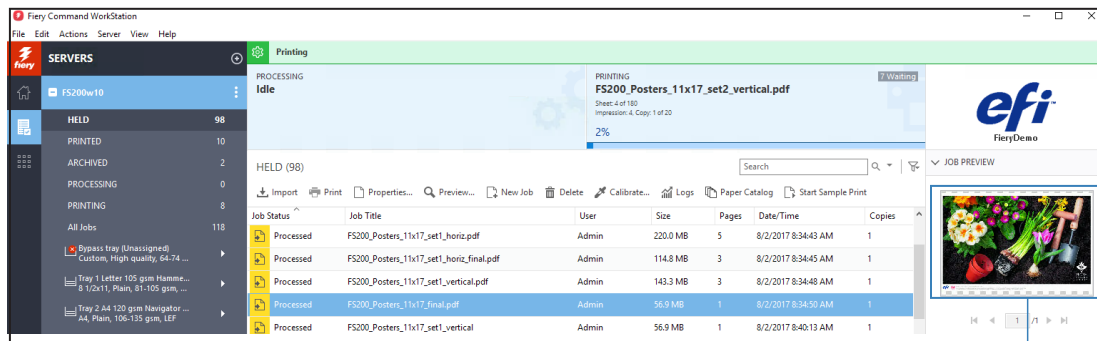 Fiery Command WorkStation
File Edit Actions Server View Help
fiery
SERVERS
Printing
FS200w10
HELD 98
PRINTED 10
ARCHIVED 2
PROCESSING 0
PRINTING 8
All Jobs 118
Bypass tray (Unassigned)
Custom, High quality, 64-74 ...
Tray 1 Letter 105 gsm Hamme...
8 1/2x11, Plain, 81-105 gsm, ...
Tray 2 A4 120 gsm Navigator ...
A4, Plain, 106-135 gsm, LEF
PROCESSING
Idle
PRINTING
7 Waiting
FS200_Posters_11x17_set2_vertical.pdf
Sheet: 4 of 180
Impression: 4, Copy: 1 of 20
2%
HELD (98)
Search
Import Print Properties... Preview... New Job Delete Calibrate... Logs Paper Catalog Start Sample Print
Job Status Job Title User Size Pages Date/Time Copies
Processed FS200_Posters_11x17_set1_horiz.pdf Admin 220.0 MB 5 8/2/2017 8:34:43 AM 1
Processed FS200_Posters_11x17_set1_horiz_final.pdf Admin 114.8 MB 3 8/2/2017 8:34:45 AM 1
Processed FS200_Posters_11x17_set1_vertical.pdf Admin 143.3 MB 3 8/2/2017 8:34:48 AM 1
Processed FS200_Posters_11x17_final.pdf Admin 56.9 MB 1 8/2/2017 8:34:50 AM 1
Processed FS200_Posters_11x17_set1_vertical Admin 56.9 MB 1 8/2/2017 8:40:13 AM 1
efi
FieryDemo
JOB PREVIEW
1 /1